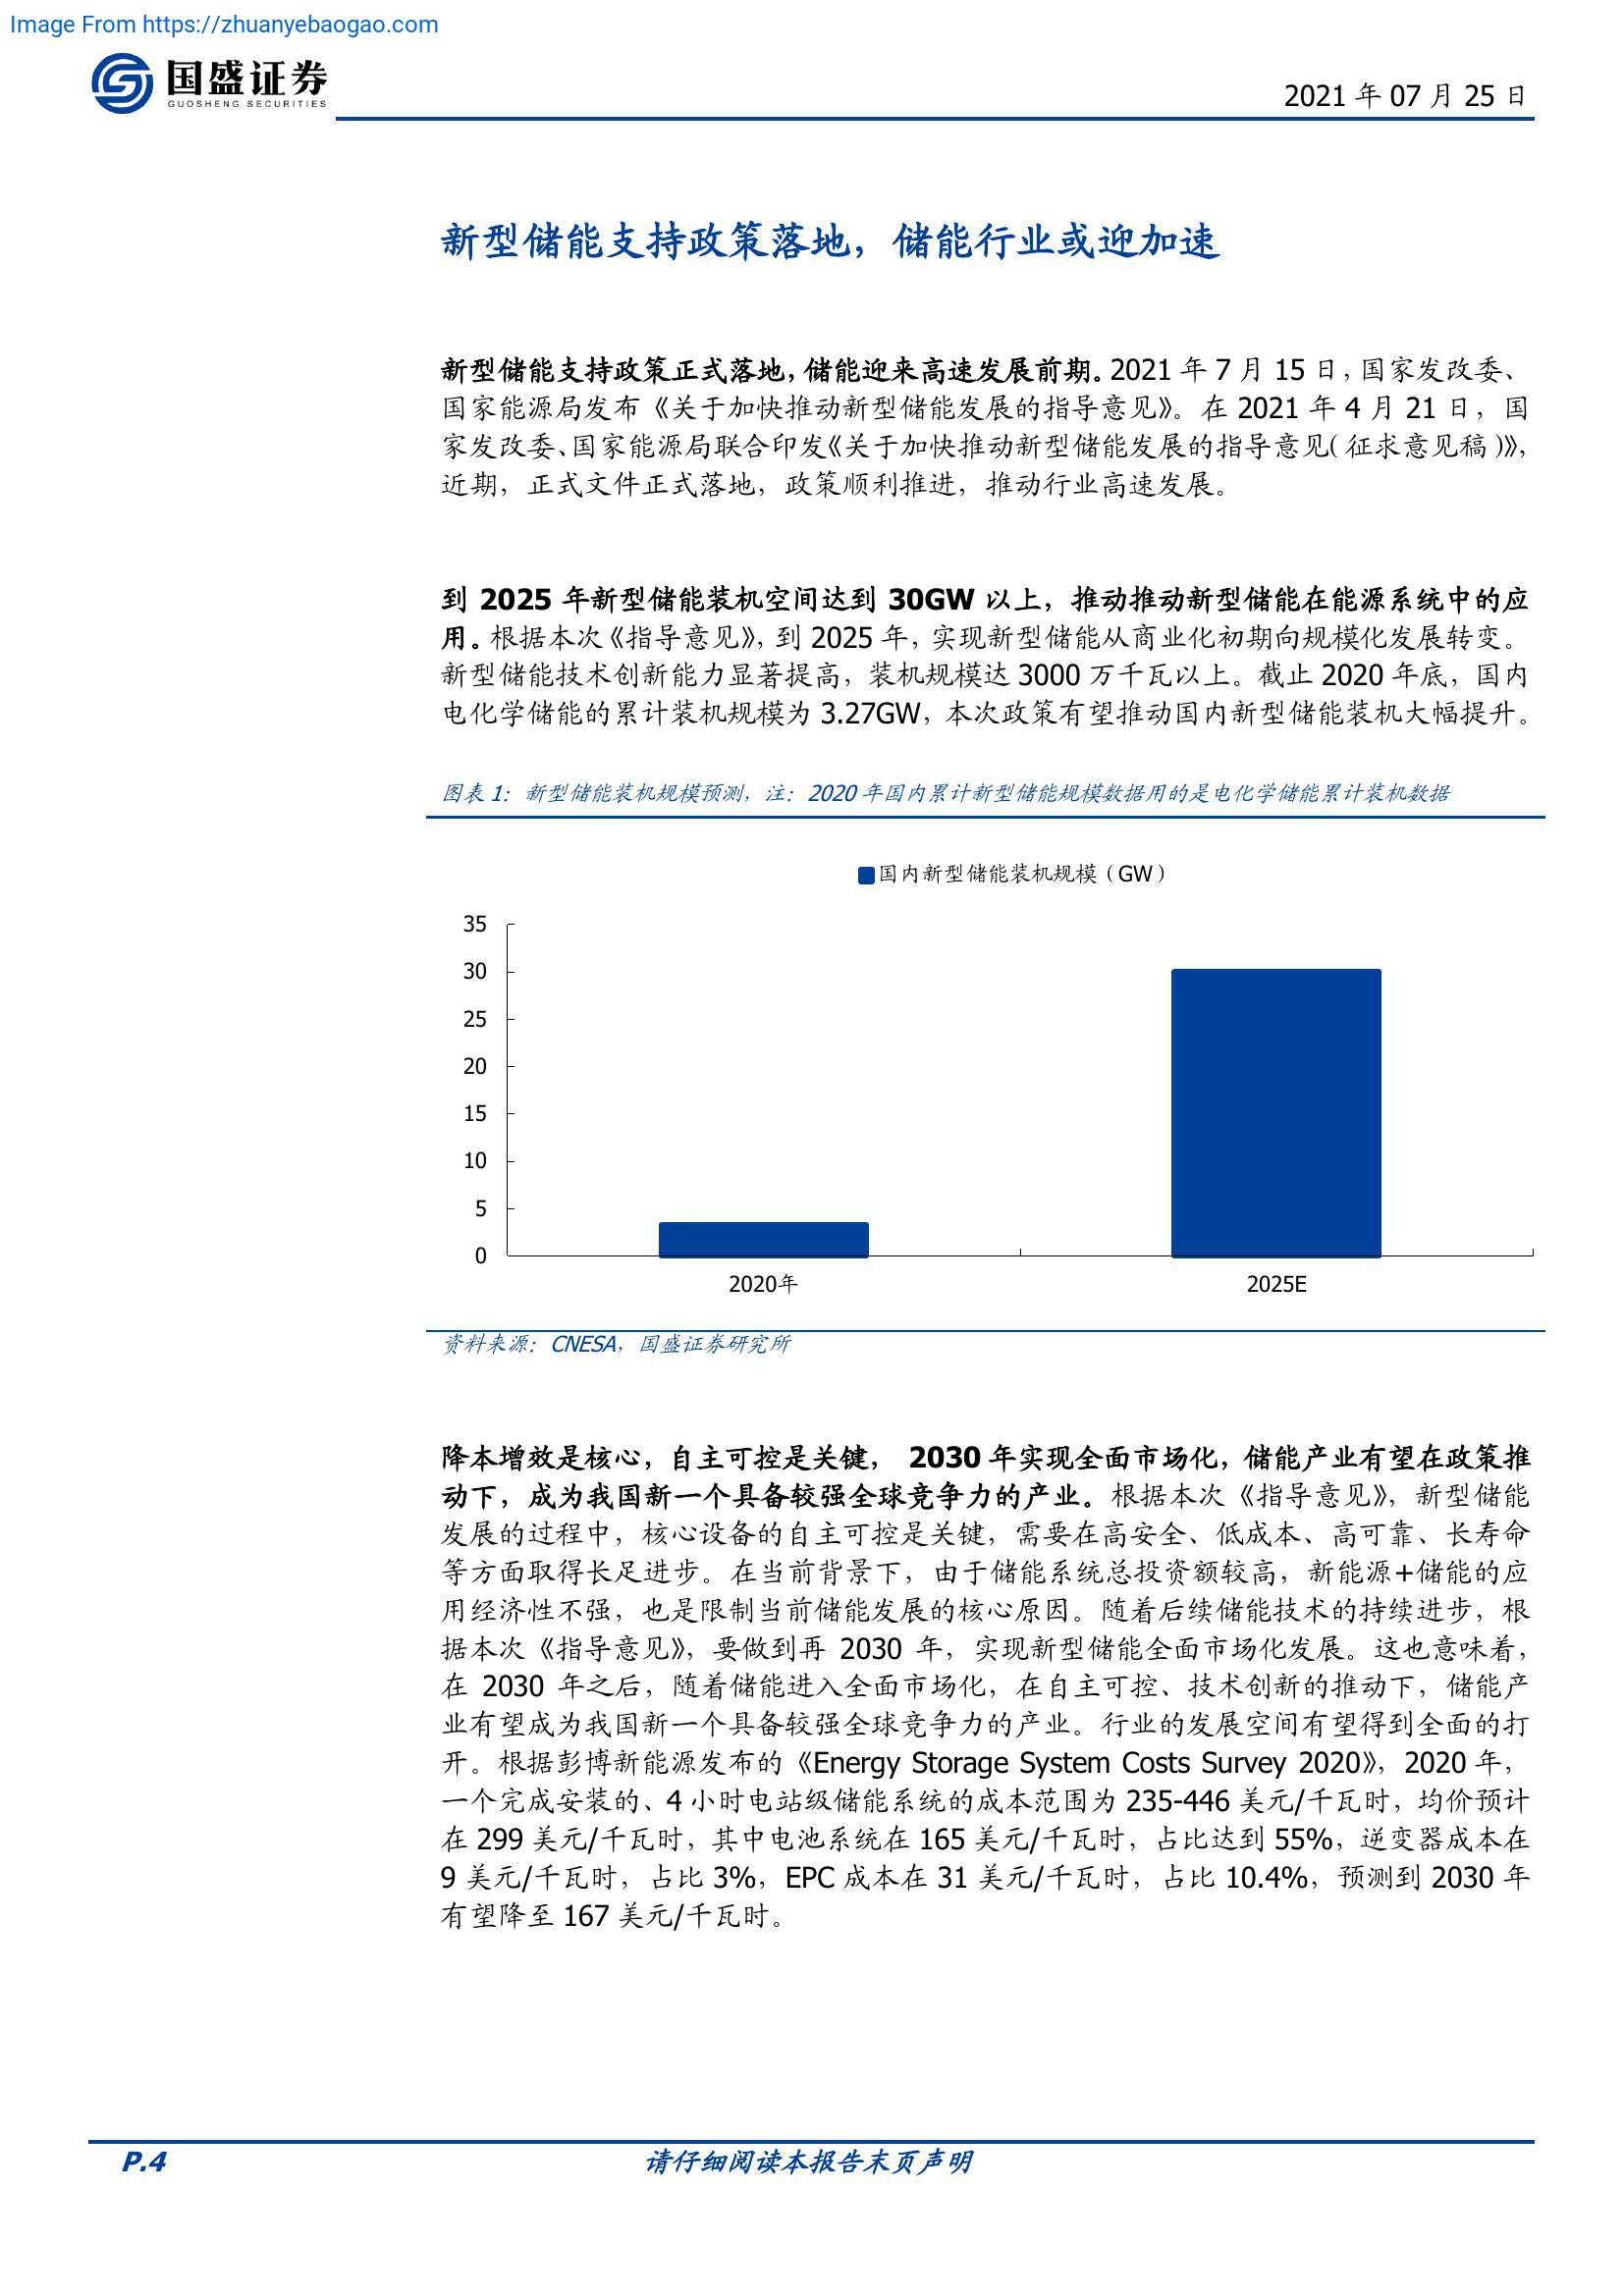 Image From https://zhuanyebaogao.com
国盛证券
GUOSHENG SECURITIES
2021 年 07 月 25 日
新型储能支持政策落地，储能行业或迎加速
新型储能支持政策正式落地，储能迎来高速发展前期。2021 年 7 月 15 日，国家发改委、
国家能源局发布《关于加快推动新型储能发展的指导意见》。在 2021 年 4 月 21 日，国
家发改委、国家能源局联合印发《关于加快推动新型储能发展的指导意见（征求意见稿）》，
近期，正式文件正式落地，政策顺利推进，推动行业高速发展。
到 2025 年新型储能装机空间达到 30GW 以上，推动推动新型储能在能源系统中的应
用。根据本次《指导意见》，到 2025 年，实现新型储能从商业化初期向规模化发展转变。
新型储能技术创新能力显著提高，装机规模达 3000 万千瓦以上。截止 2020 年底，国内
电化学储能的累计装机规模为 3.27GW，本次政策有望推动国内新型储能装机大幅提升。
图表 1：新型储能装机规模预测，注：2020 年国内累计新型储能规模数据用的是电化学储能累计装机数据
国内新型储能装机规模（GW）
35
30
25
20
15
10
5
0
2020年
2025E
资料来源：CNESA，国盛证券研究所
降本增效是核心，自主可控是关键， 2030 年实现全面市场化，储能产业有望在政策推
动下，成为我国新一个具备较强全球竞争力的产业。根据本次《指导意见》，新型储能
发展的过程中，核心设备的自主可控是关键，需要在高安全、低成本、高可靠、长寿命
等方面取得长足进步。在当前背景下，由于储能系统总投资额较高，新能源+储能的应
用经济性不强，也是限制当前储能发展的核心原因。随着后续储能技术的持续进步，根
据本次《指导意见》，要做到再 2030 年，实现新型储能全面市场化发展。这也意味着，
在 2030 年之后，随着储能进入全面市场化，在自主可控、技术创新的推动下，储能产
业有望成为我国新一个具备较强全球竞争力的产业。行业的发展空间有望得到全面的打
开。根据彭博新能源发布的《Energy Storage System Costs Survey 2020》，2020 年，
一个完成安装的、4 小时电站级储能系统的成本范围为 235-446 美元/千瓦时，均价预计
在 299 美元/千瓦时，其中电池系统在 165 美元/千瓦时，占比达到 55%，逆变器成本在
9 美元/千瓦时，占比 3%，EPC 成本在 31 美元/千瓦时，占比 10.4%，预测到 2030 年
有望降至 167 美元/千瓦时。
P.4
请仔细阅读本报告末页声明